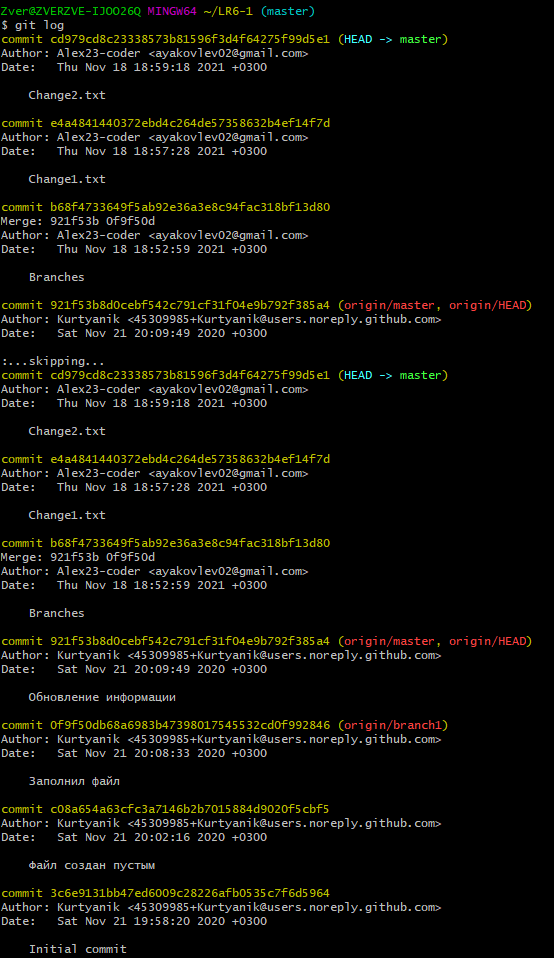 Zver@ZVERZVE-IJOO26Q MINGW64 ~/LR6-1 (master)
$ git log
commit cd979cd8c23338573b81596f3d4f64275f99d5e1 (HEAD -> master)
Author: Alex23-coder <ayakovlev02@gmail.com>
Date:   Thu Nov 18 18:59:18 2021 +0300

    Change2.txt

commit e4a4841440372ebd4c264de57358632b4ef14f7d
Author: Alex23-coder <ayakovlev02@gmail.com>
Date:   Thu Nov 18 18:57:28 2021 +0300

    Change1.txt

commit b68f4733649f5ab92e36a3e8c94fac318bf13d80
Merge: 921f53b 0f9f50d
Author: Alex23-coder <ayakovlev02@gmail.com>
Date:   Thu Nov 18 18:52:59 2021 +0300

    Branches

commit 921f53b8d0cebf542c791cf31f04e9b792f385a4 (origin/master, origin/HEAD)
Author: Kurtyanik <45309985+Kurtyanik@users.noreply.github.com>
Date:   Sat Nov 21 20:09:49 2020 +0300

:...skipping...
commit cd979cd8c23338573b81596f3d4f64275f99d5e1 (HEAD -> master)
Author: Alex23-coder <ayakovlev02@gmail.com>
Date:   Thu Nov 18 18:59:18 2021 +0300

    Change2.txt

commit e4a4841440372ebd4c264de57358632b4ef14f7d
Author: Alex23-coder <ayakovlev02@gmail.com>
Date:   Thu Nov 18 18:57:28 2021 +0300

    Change1.txt

commit b68f4733649f5ab92e36a3e8c94fac318bf13d80
Merge: 921f53b 0f9f50d
Author: Alex23-coder <ayakovlev02@gmail.com>
Date:   Thu Nov 18 18:52:59 2021 +0300

    Branches

commit 921f53b8d0cebf542c791cf31f04e9b792f385a4 (origin/master, origin/HEAD)
Author: Kurtyanik <45309985+Kurtyanik@users.noreply.github.com>
Date:   Sat Nov 21 20:09:49 2020 +0300

    Обновление информации

commit 0f9f50db68a6983b47398017545532cd0f992846 (origin/branch1)
Author: Kurtyanik <45309985+Kurtyanik@users.noreply.github.com>
Date:   Sat Nov 21 20:08:33 2020 +0300

    Заполнил файл

commit c08a654a63cfc3a7146b2b7015884d9020f5cbf5
Author: Kurtyanik <45309985+Kurtyanik@users.noreply.github.com>
Date:   Sat Nov 21 20:02:16 2020 +0300

    Файл создан пустым

commit 3c6e9131bb47ed6009c28226afb0535c7f6d5964
Author: Kurtyanik <45309985+Kurtyanik@users.noreply.github.com>
Date:   Sat Nov 21 19:58:20 2020 +0300

    Initial commit